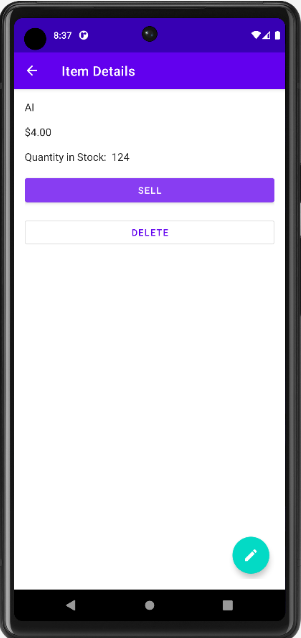 8:37
Item Details
AI
$4.00
Quantity in Stock: 124
SELL
DELETE